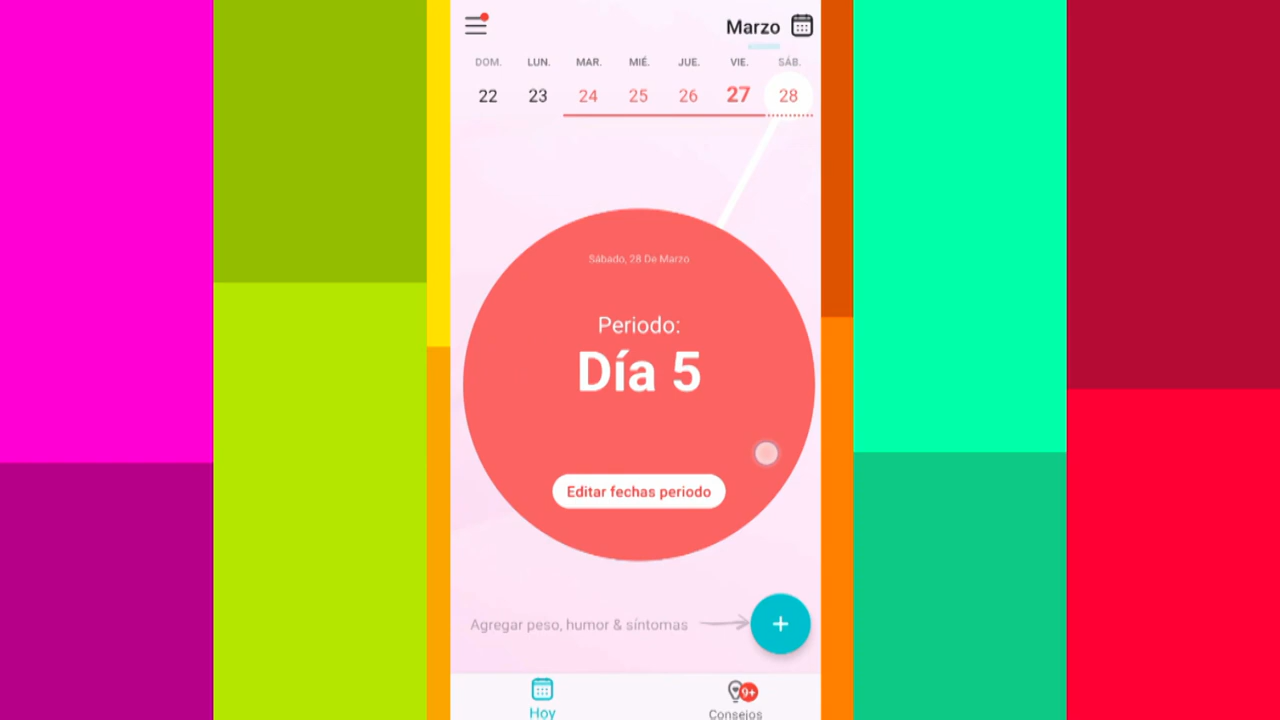 Marzo
DOM. LUN. MAR. MIÉ. JUE. VIE. SÁB.
22 23 24 25 26 27 28
Sábado, 28 De Marzo
Periodo:
Día 5
Editar fechas periodo
Agregar peso, humor & síntomas
+
9+
Hoy Consejos